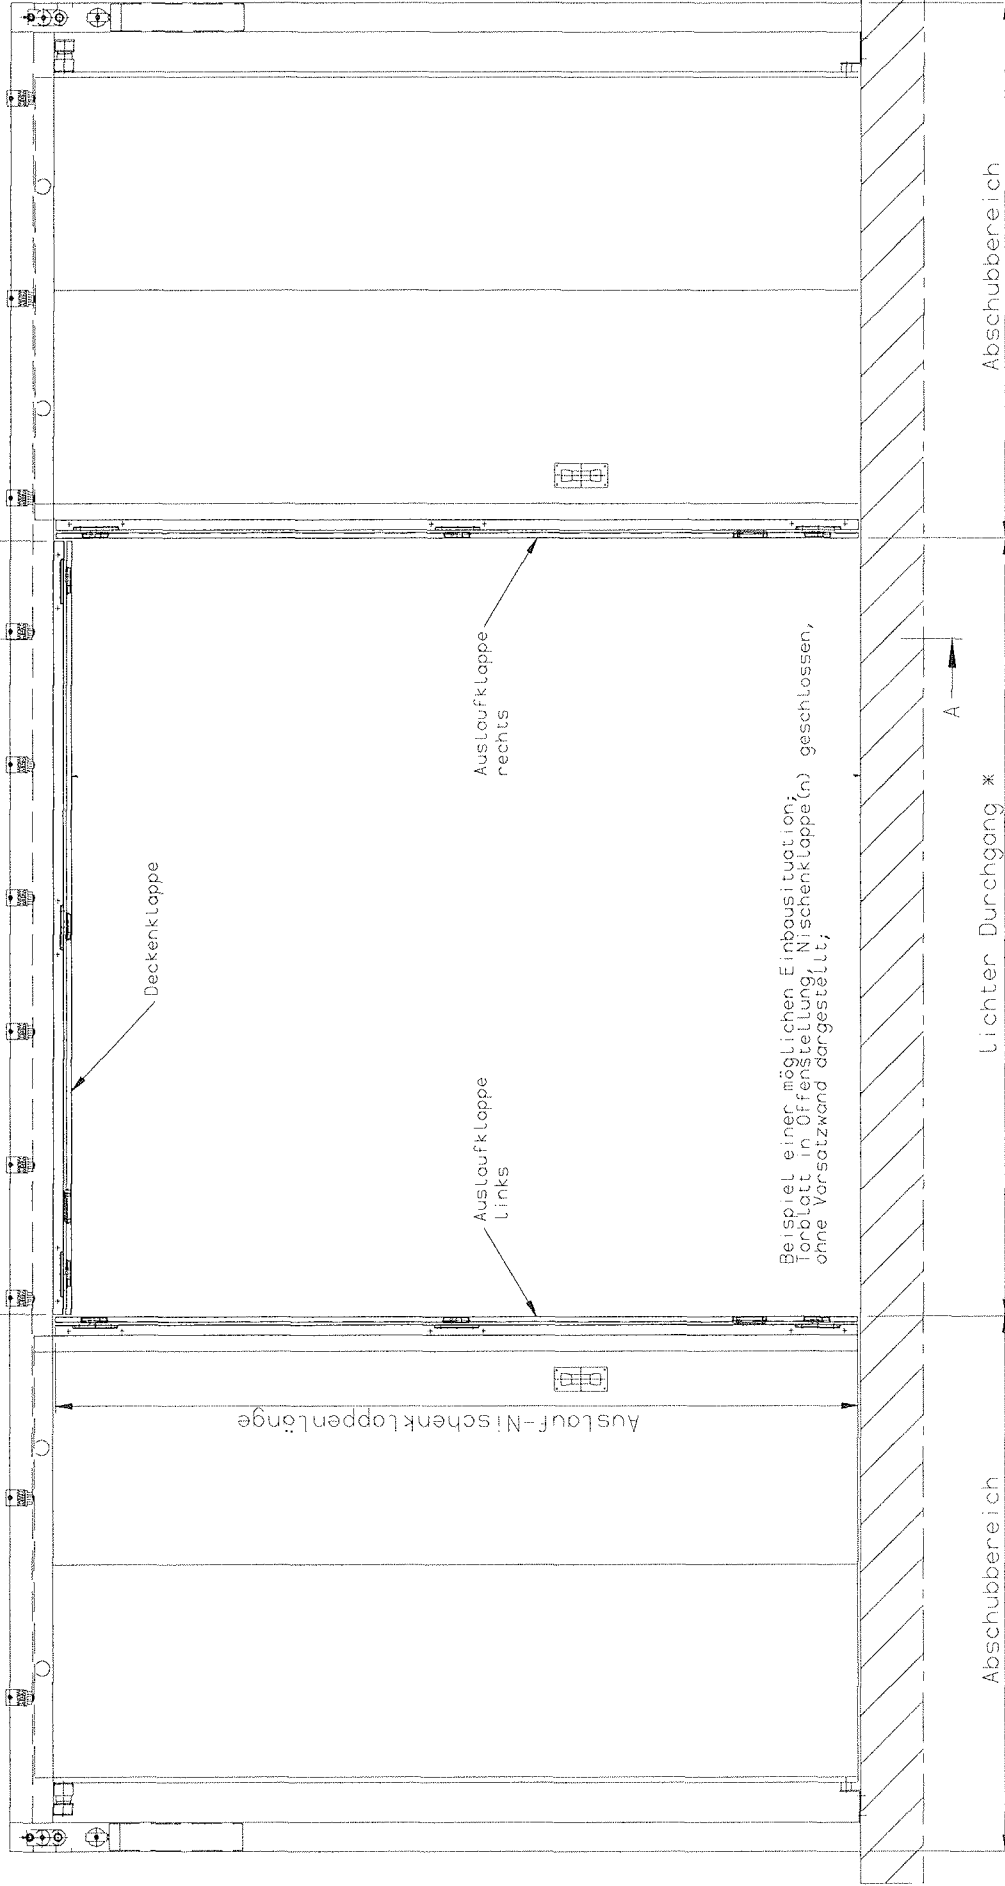 Deckenklappe
Auslaufklappe
links
Auslaufklappe
rechts
Auslauf-Nischenklappenlänge
Beispiel einer möglichen Einbausituation;
Torblatt in Offenstellung, Nischenklappe(n) geschlossen,
ohne Vorsatzwand dargestellt;
A
Abschubbereich
Lichter Durchgang *
Abschubbereich